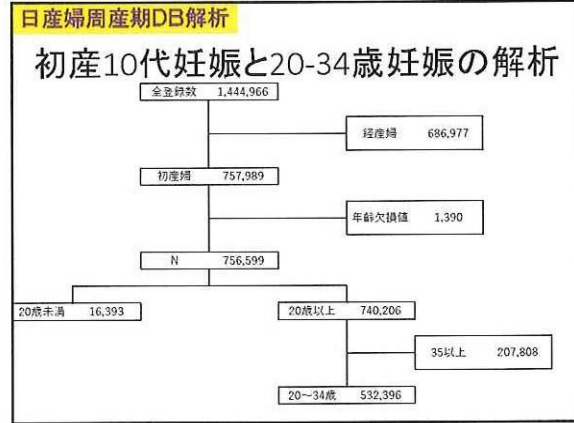 日産婦周産期DB解析
初産10代妊娠と20-34歳妊娠の解析
全登録数 1,444,966
経産婦 686,977
初産婦 757,989
年齢欠損値 1,390
N 756,599
20歳未満 16,393
20歳以上 740,206
35以上 207,808
20～34歳 532,396